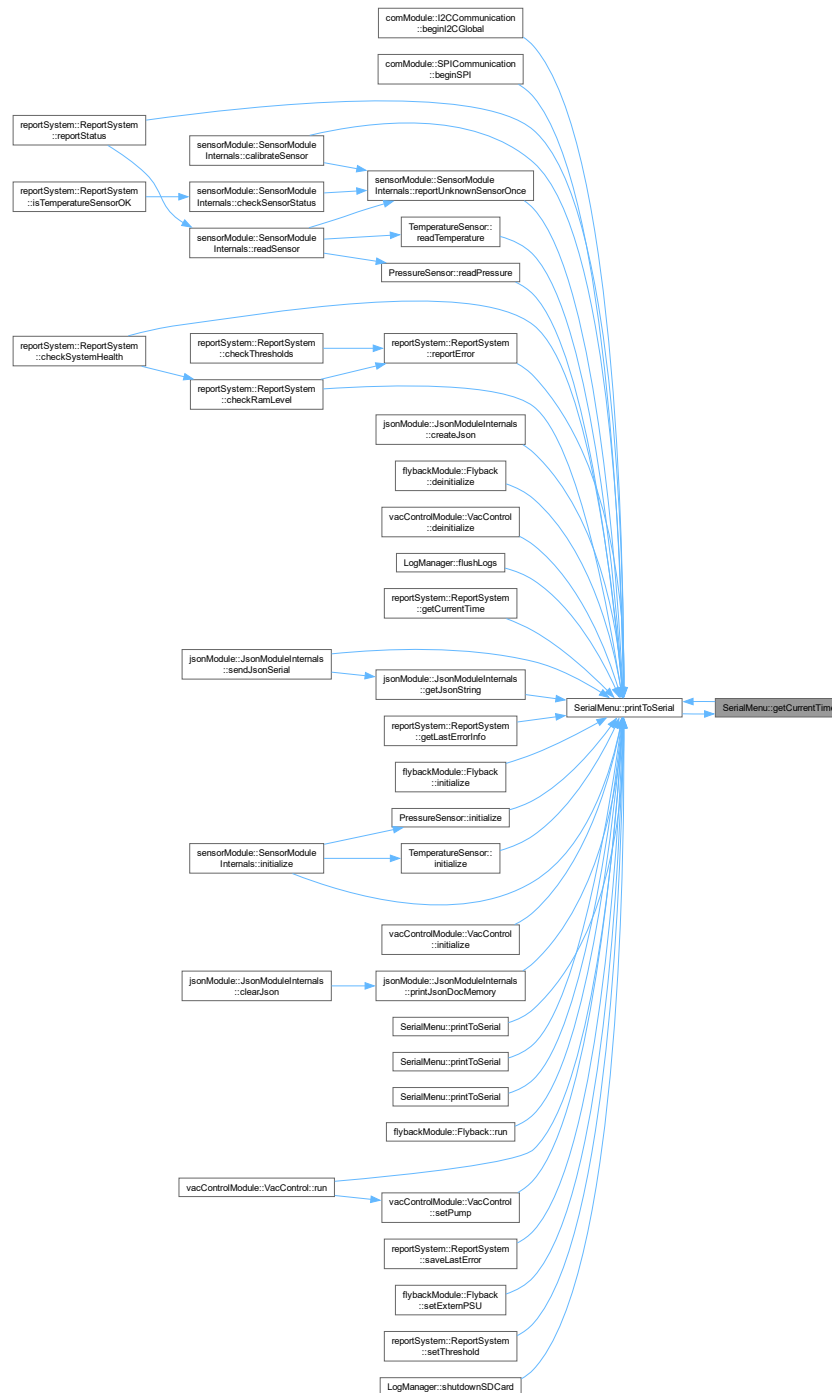 comModule::I2CCommunication
::beginI2CGlobal
comModule::SPICommunication
::beginSPI
reportSystem::ReportSystem
::reportStatus
sensorModule::SensorModule
Internals::calibrateSensor
sensorModule::SensorModule
Internals::reportUnknownSensorOnce
reportSystem::ReportSystem
::isTemperatureSensorOK
sensorModule::SensorModule
Internals::checkSensorStatus
sensorModule::SensorModule
Internals::readSensor
TemperatureSensor::
readTemperature
PressureSensor::readPressure
reportSystem::ReportSystem
::checkSystemHealth
reportSystem::ReportSystem
::checkThresholds
reportSystem::ReportSystem
::reportError
reportSystem::ReportSystem
::checkRamLevel
jsonModule::JsonModuleInternals
::createJson
flybackModule::Flyback
::deinitialize
vacControlModule::VacControl
::deinitialize
LogManager::flushLogs
reportSystem::ReportSystem
::getCurrentTime
jsonModule::JsonModuleInternals
::sendJsonSerial
jsonModule::JsonModuleInternals
::getJsonString
SerialMenu::printToSerial
SerialMenu::getCurrentTime
reportSystem::ReportSystem
::getLastErrorInfo
flybackModule::Flyback
::initialize
PressureSensor::initialize
sensorModule::SensorModule
Internals::initialize
TemperatureSensor::
initialize
vacControlModule::VacControl
::initialize
jsonModule::JsonModuleInternals
::clearJson
jsonModule::JsonModuleInternals
::printJsonDocMemory
SerialMenu::printToSerial
SerialMenu::printToSerial
SerialMenu::printToSerial
flybackModule::Flyback::run
vacControlModule::VacControl::run
vacControlModule::VacControl
::setPump
reportSystem::ReportSystem
::saveLastError
flybackModule::Flyback
::setExternPSU
reportSystem::ReportSystem
::setThreshold
LogManager::shutdownSDCard